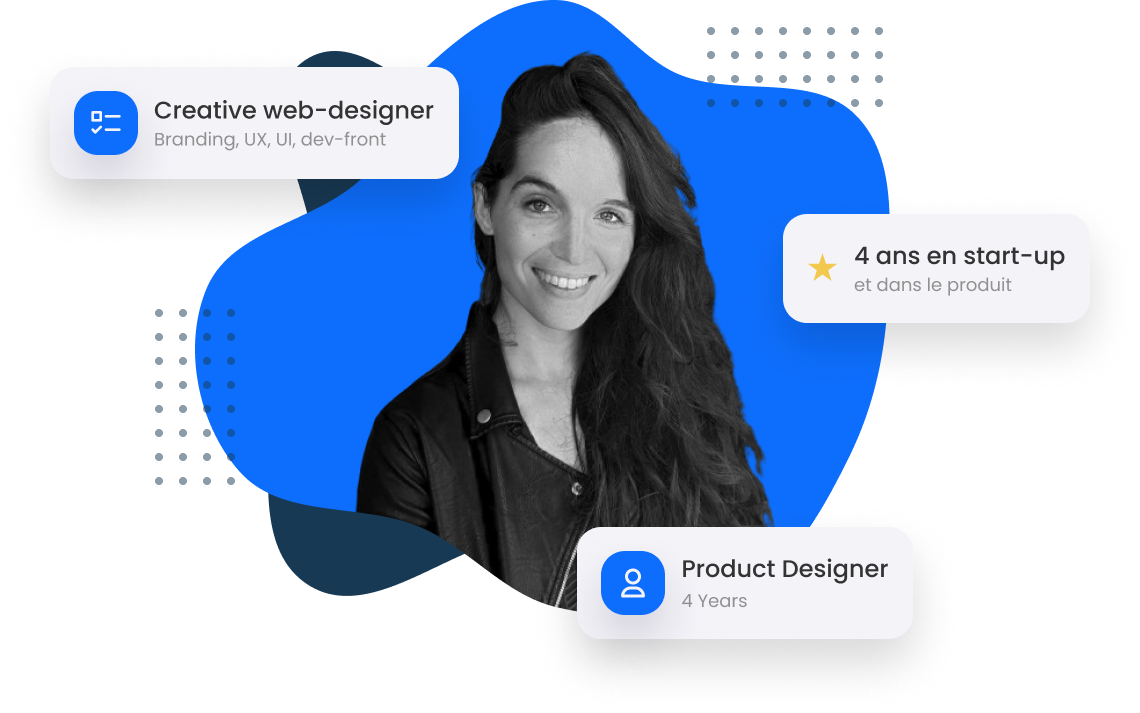 Creative web-designer
Branding, UX, UI, dev-front
4 ans en start-up
et dans le produit
Product Designer
4 Years